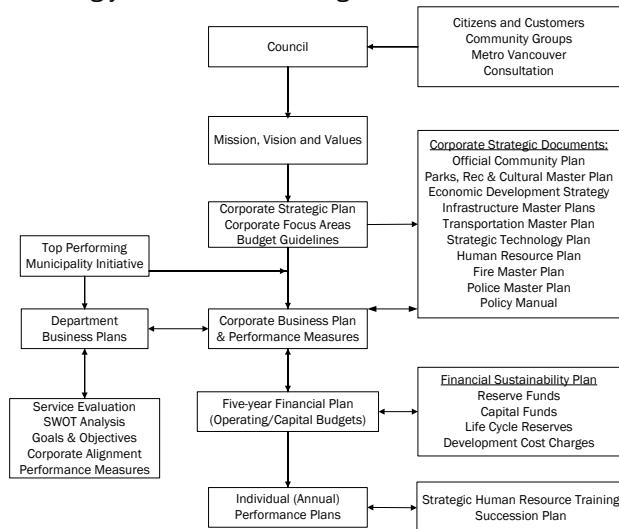 Citizens and Customers
Community Groups
Metro Vancouver
Consultation
Council
Mission, Vision and Values
Corporate Strategic Documents:
Official Community Plan
Parks, Rec & Cultural Master Plan
Economic Development Strategy
Infrastructure Master Plans
Transportation Master Plan
Strategic Technology Plan
Human Resource Plan
Fire Master Plan
Police Master Plan
Policy Manual
Corporate Strategic Plan
Corporate Focus Areas
Budget Guidelines
Top Performing
Municipality Initiative
Department
Business Plans
Corporate Business Plan
& Performance Measures
Service Evaluation
SWOT Analysis
Goals & Objectives
Corporate Alignment
Performance Measures
Five-year Financial Plan
(Operating/Capital Budgets)
Financial Sustainability Plan
Reserve Funds
Capital Funds
Life Cycle Reserves
Development Cost Charges
Individual (Annual)
Performance Plans
Strategic Human Resource Training
Succession Plan